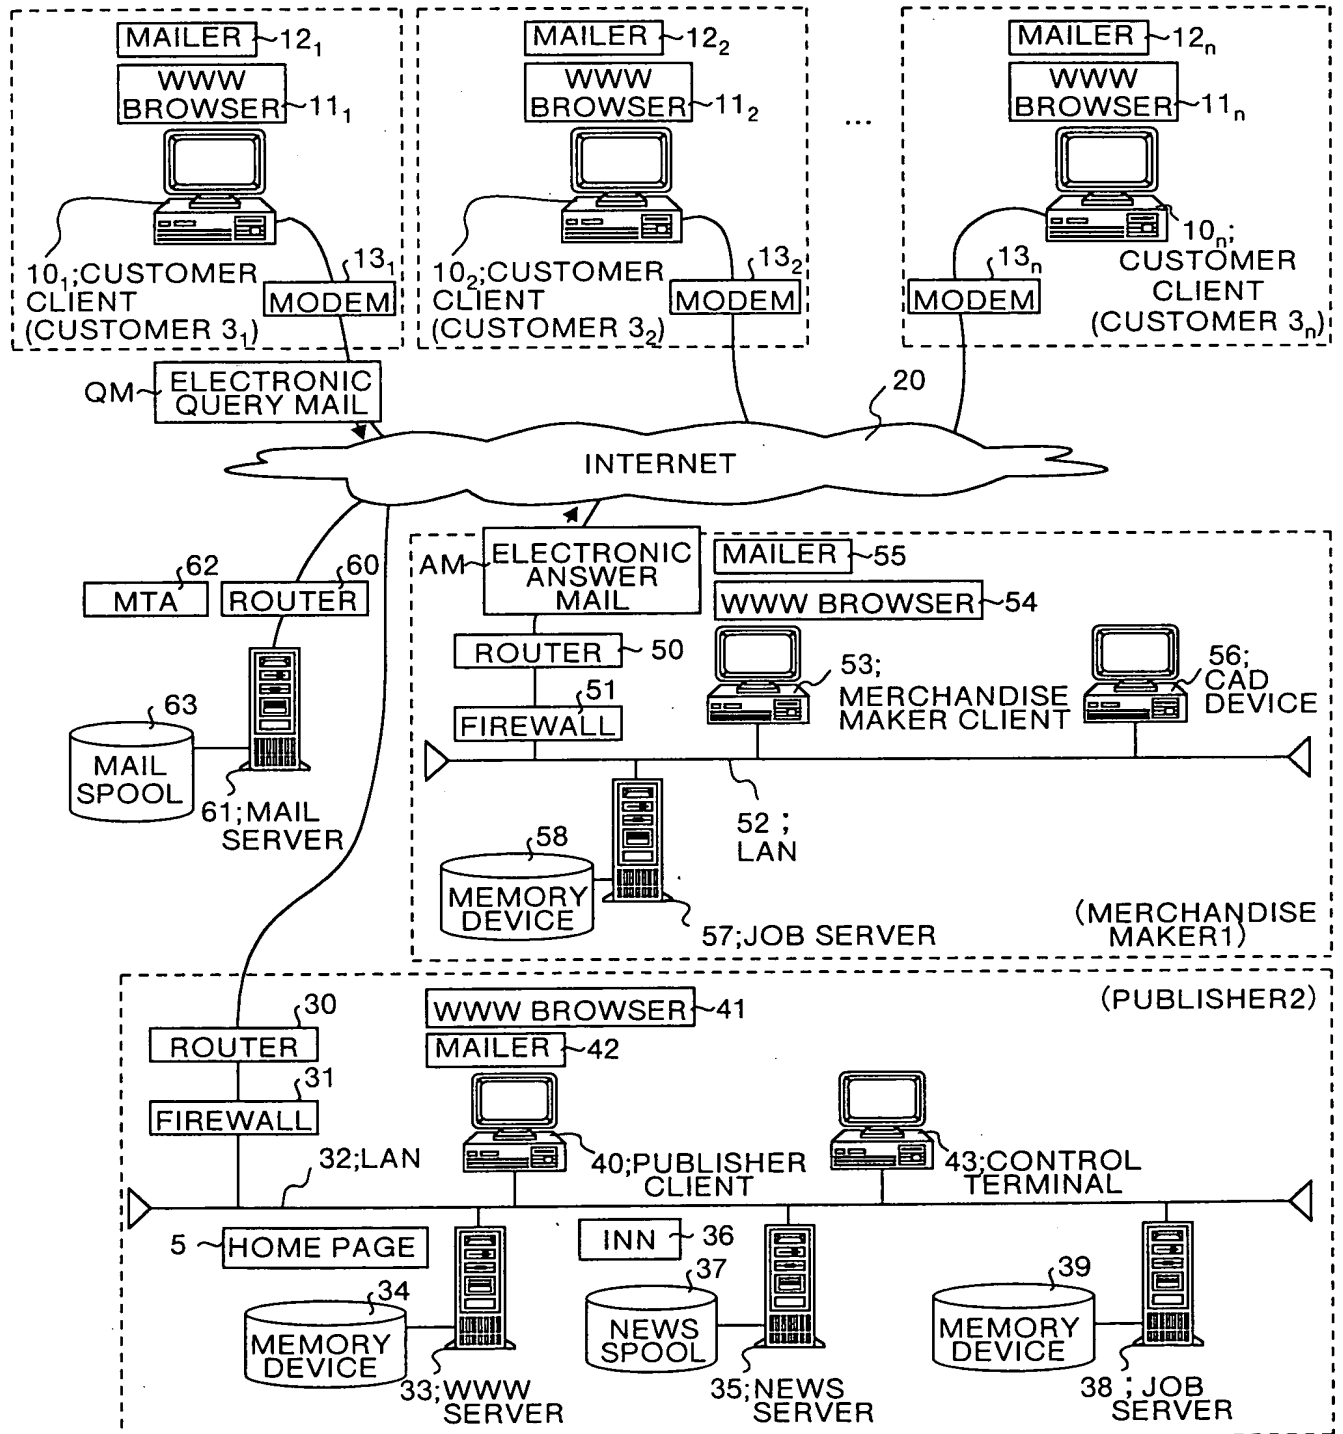 MAILER 12₁
WWW
BROWSER 11₁
10₁;CUSTOMER
CLIENT
(CUSTOMER 3₁)
13₁
MODEM
MAILER 12₂
WWW
BROWSER 11₂
10₂;CUSTOMER
CLIENT
(CUSTOMER 3₂)
13₂
MODEM
...
MAILER 12ₙ
WWW
BROWSER 11ₙ
10ₙ;
CUSTOMER
CLIENT
(CUSTOMER 3ₙ)
13ₙ
MODEM
QM ELECTRONIC
QUERY MAIL
20
INTERNET
62
MTA
60
ROUTER
63
MAIL
SPOOL
61;MAIL
SERVER
AM ELECTRONIC
ANSWER
MAIL
MAILER 55
WWW BROWSER 54
ROUTER 50
51
FIREWALL
53;
MERCHANDISE
MAKER CLIENT
56;
CAD
DEVICE
52 ;
LAN
58
MEMORY
DEVICE
57;JOB SERVER
(MERCHANDISE
MAKER1)
(PUBLISHER2)
30
ROUTER
31
FIREWALL
WWW BROWSER 41
MAILER 42
32;LAN
40;PUBLISHER
CLIENT
43;CONTROL
TERMINAL
5 HOME PAGE
INN 36
34
MEMORY
DEVICE
33;WWW
SERVER
37
NEWS
SPOOL
35;NEWS
SERVER
39
MEMORY
DEVICE
38 ; JOB
SERVER